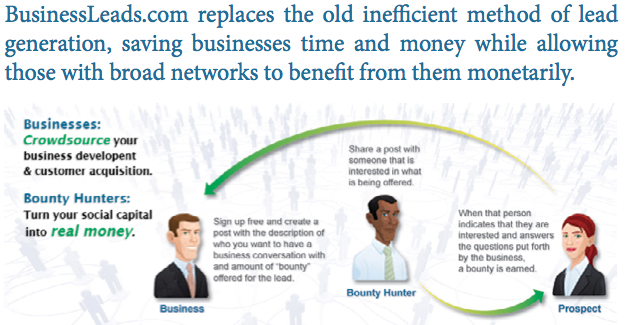 BusinessLeads.com replaces the old inefficient method of lead
generation, saving businesses time and money while allowing
those with broad networks to benefit from them monetarily.
Businesses:
Crowdsource your
business developent
& customer acquisition.
Bounty Hunters:
Turn your social capital
into real money.
Sign up free and create a
post with the description of
who you want to have a
business conversation with
and amount of "bounty"
offered for the lead.
Business
Share a post with
someone that is
interested in what
is being offered.
Bounty Hunter
When that person
indicates that they are
interested and answers
the questions put forth
by the business,
a bounty is earned.
Prospect